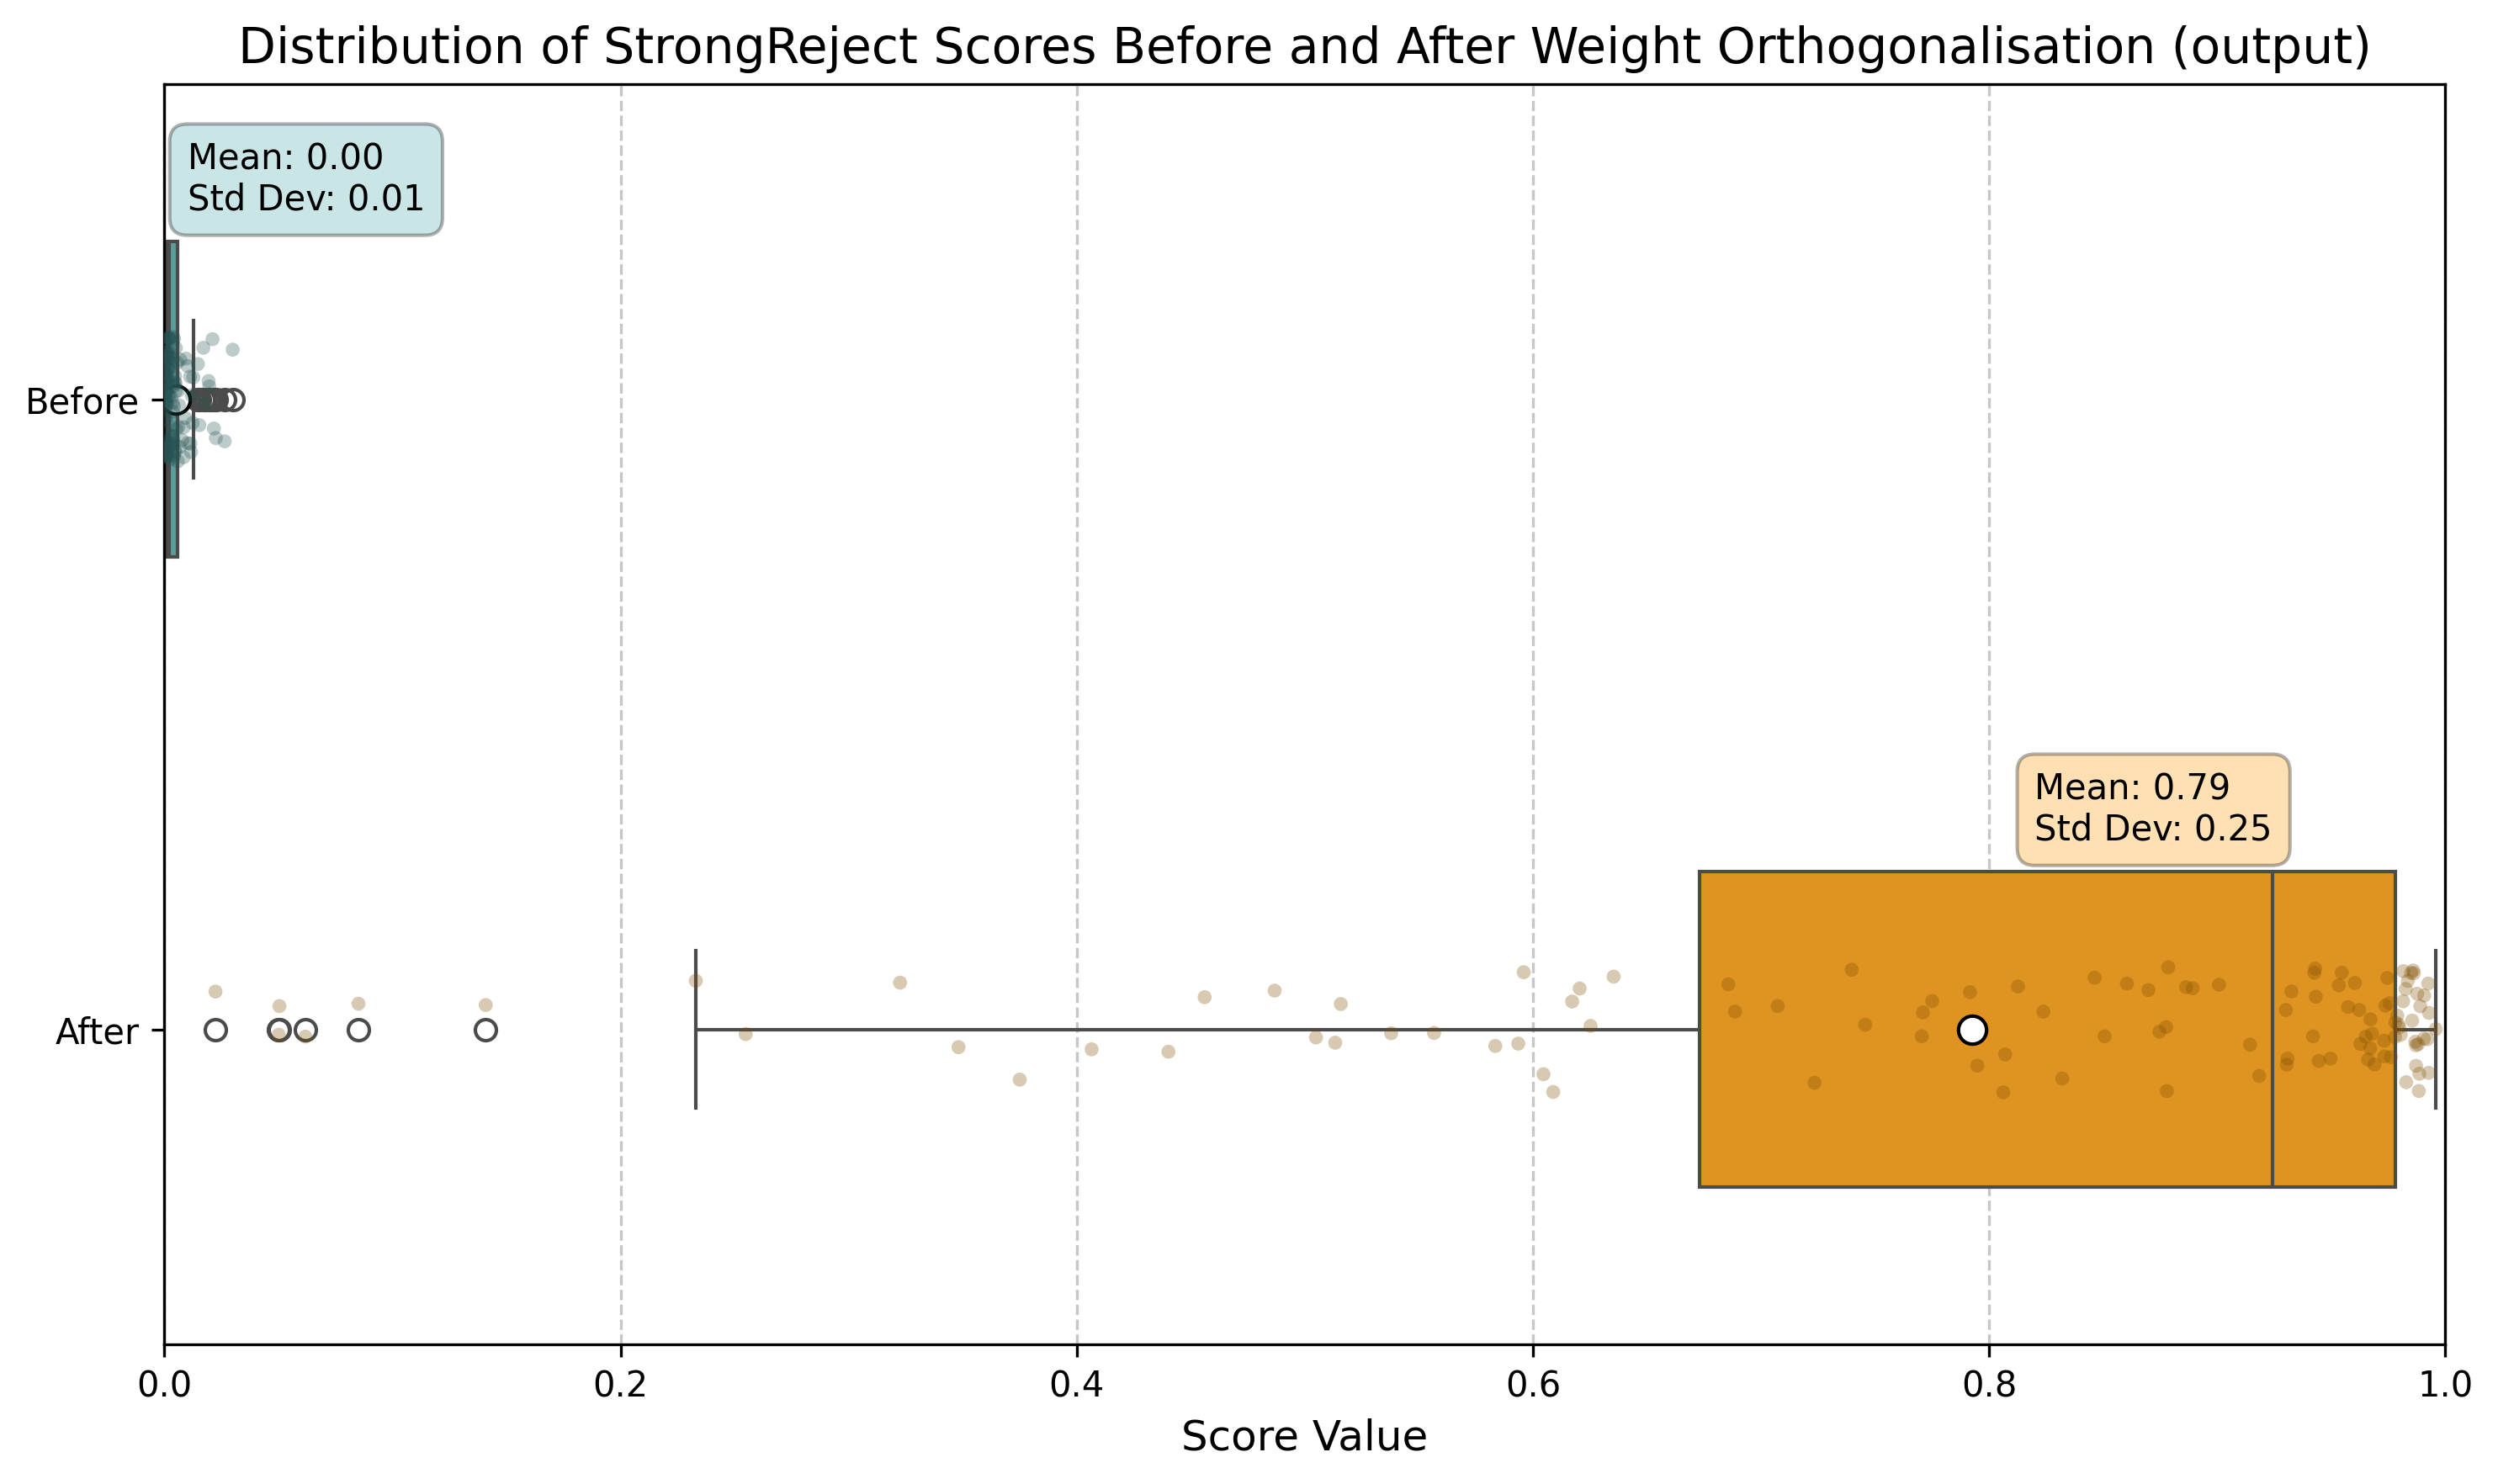 Distribution of StrongReject Scores Before and After Weight Orthogonalisation (output)
Mean: 0.00
Std Dev: 0.01
Before
Mean: 0.79
Std Dev: 0.25
After
0.0
0.2
0.4
0.6
0.8
1.0
Score Value